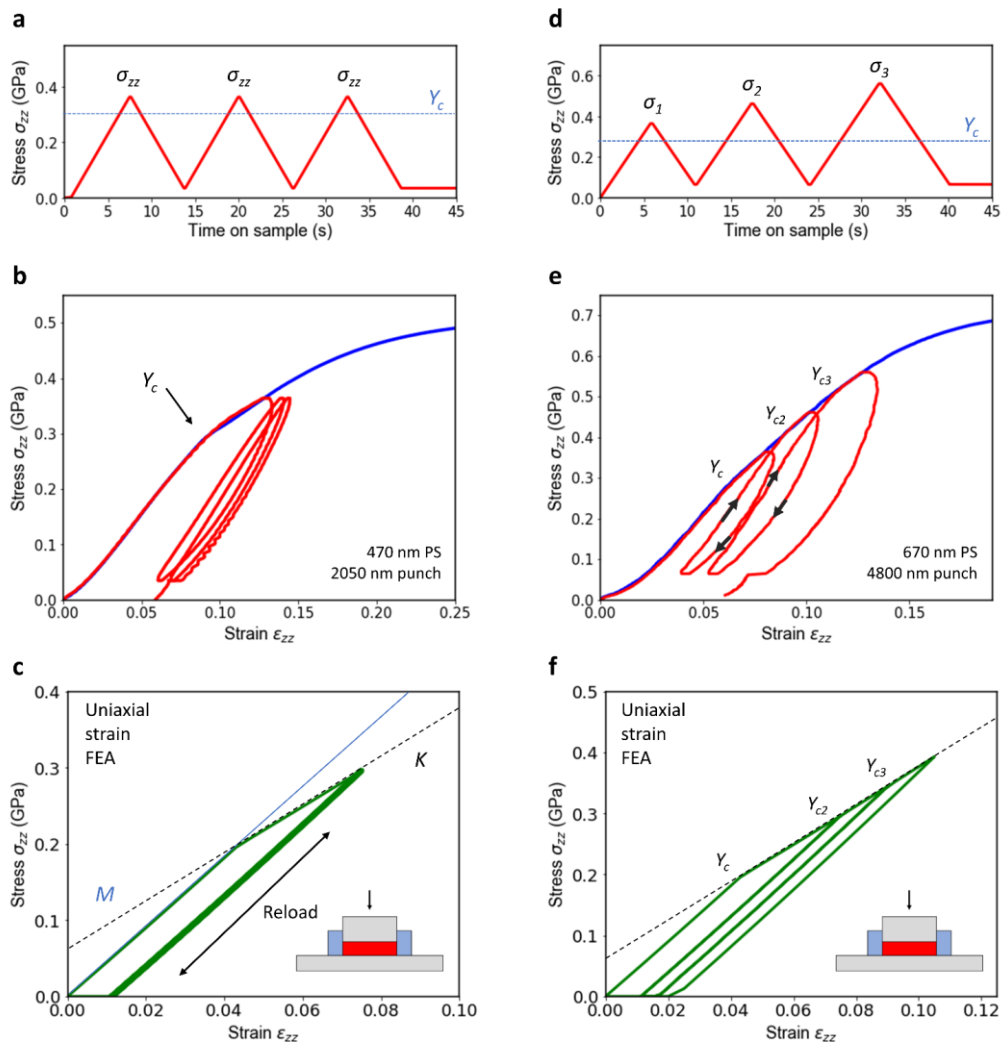 a
Stress σzz (GPa)
0.4
0.2
0.0
σzz
σzz
σzz
Yc
0 5 10 15 20 25 30 35 40 45
Time on sample (s)
d
Stress σzz (GPa)
0.6
0.4
0.2
0.0
σ1
σ2
σ3
Yc
0 5 10 15 20 25 30 35 40 45
Time on sample (s)
b
Stress σzz (GPa)
0.5
0.4
0.3
0.2
0.1
0.0
Yc
470 nm PS
2050 nm punch
0.00 0.05 0.10 0.15 0.20 0.25
Strain εzz
e
Stress σzz (GPa)
0.7
0.6
0.5
0.4
0.3
0.2
0.1
0.0
Yc3
Yc2
Yc
670 nm PS
4800 nm punch
0.00 0.05 0.10 0.15
Strain εzz
c
Stress σzz (GPa)
0.4
0.3
0.2
0.1
0.0
Uniaxial
strain
FEA
K
M
Reload
0.00 0.02 0.04 0.06 0.08 0.10
Strain εzz
f
Stress σzz (GPa)
0.5
0.4
0.3
0.2
0.1
0.0
Uniaxial
strain
FEA
Yc3
Yc2
Yc
0.00 0.02 0.04 0.06 0.08 0.10 0.12
Strain εzz